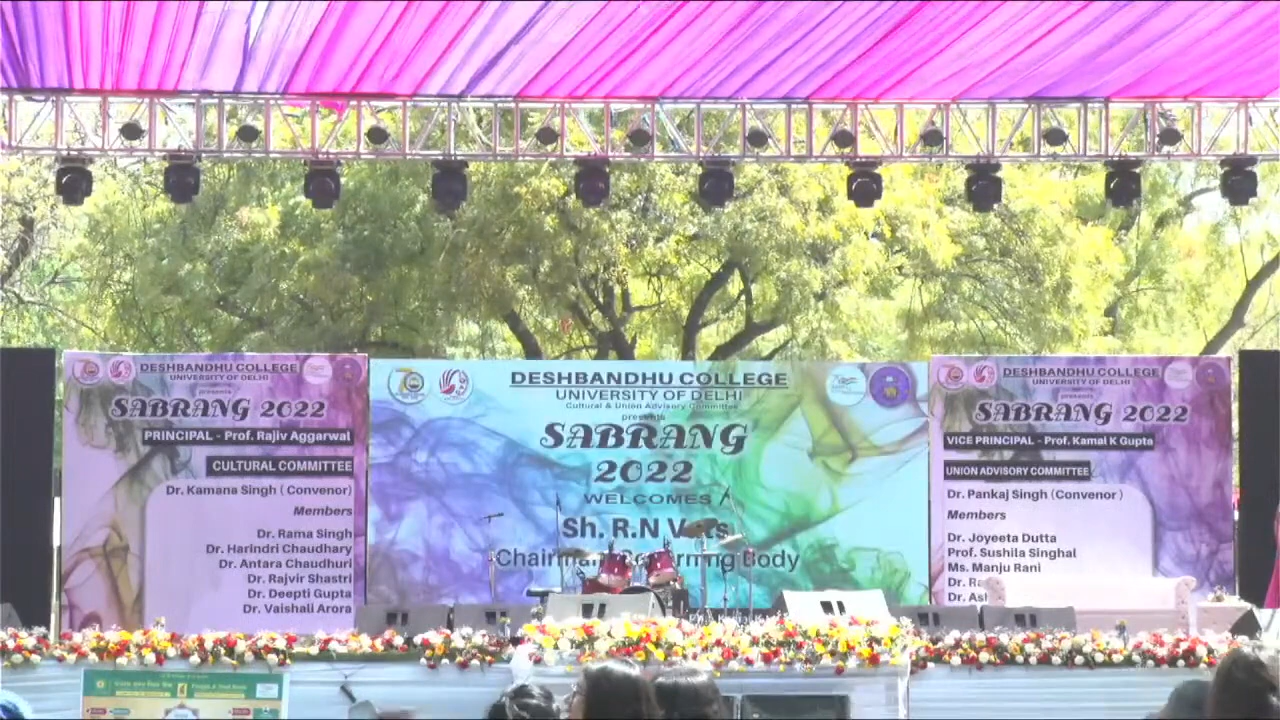 DESHBANDHU COLLEGE
UNIVERSITY OF DELHI
presents
SABRANG 2022
PRINCIPAL - Prof. Rajiv Aggarwal
CULTURAL COMMITTEE
Dr. Kamana Singh ( Convenor)
Members
Dr. Rama Singh
Dr. Harindri Chaudhary
Dr. Antara Chaudhuri
Dr. Rajvir Shastri
Dr. Deepti Gupta
Dr. Vaishali Arora
DESHBANDHU COLLEGE
UNIVERSITY OF DELHI
Cultural & Union Advisory Committee
presents
SABRANG
2022
WELCOMES
Sh. R.N
Body
DESHBANDHU COLLEGE
UNIVERSITY OF DELHI
presents
SABRANG 2022
VICE PRINCIPAL - Prof. Kamal K Gupta
UNION ADVISORY COMMITTEE
Dr. Pankaj Singh (Convenor )
Members
Dr. Joyeeta Dutta
Prof. Sushila Singhal
Ms. Manju Rani
Dr.
Dr.